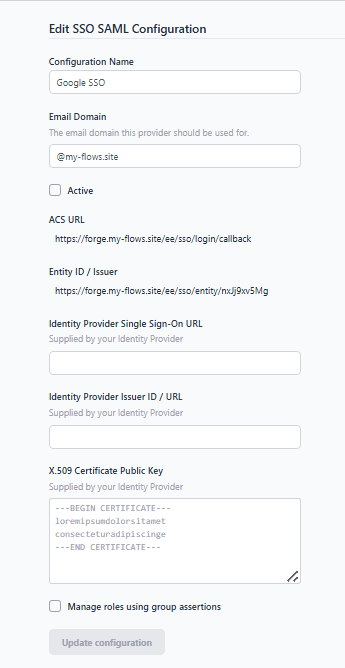 Edit SSO SAML Configuration
Configuration Name
Google SSO
Email Domain
The email domain this provider should be used for.
@my-flows.site
Active
ACS URL
https://forge.my-flows.site/ee/sso/login/callback
Entity ID / Issuer
https://forge.my-flows.site/ee/sso/entity/nxJj9xv5Mg
Identity Provider Single Sign-On URL
Supplied by your Identity Provider
Identity Provider Issuer ID / URL
Supplied by your Identity Provider
X.509 Certificate Public Key
Supplied by your Identity Provider
---BEGIN CERTIFICATE---
loremipsumdolorsitamet
consecteturadipiscinge
---END CERTIFICATE---
Manage roles using group assertions
Update configuration